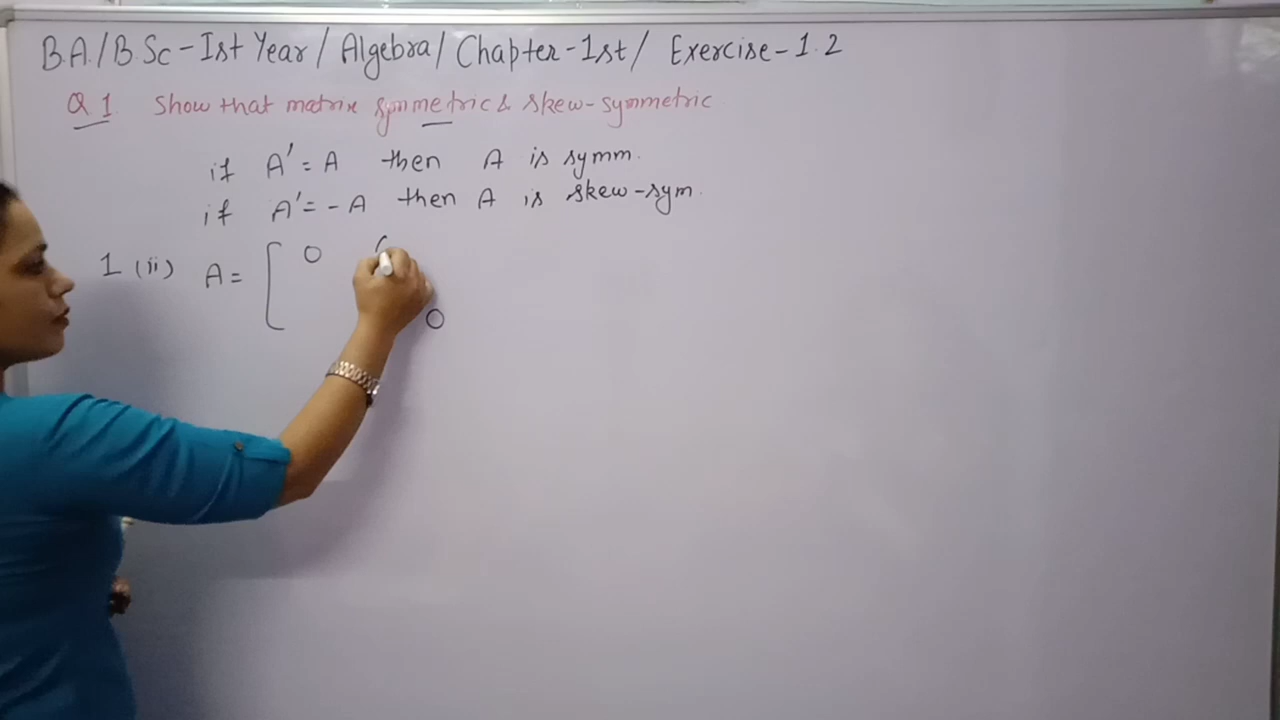 B.A./B.Sc-Ist Year/Algebra/Chapter-1st/ Exercise-1.2
Q 1 Show that matrix symmetric & skew-symmetric
if A' = A then A is symm.
if A' = - A then A is skew-sym.
1 (ii) A = [ 0
0